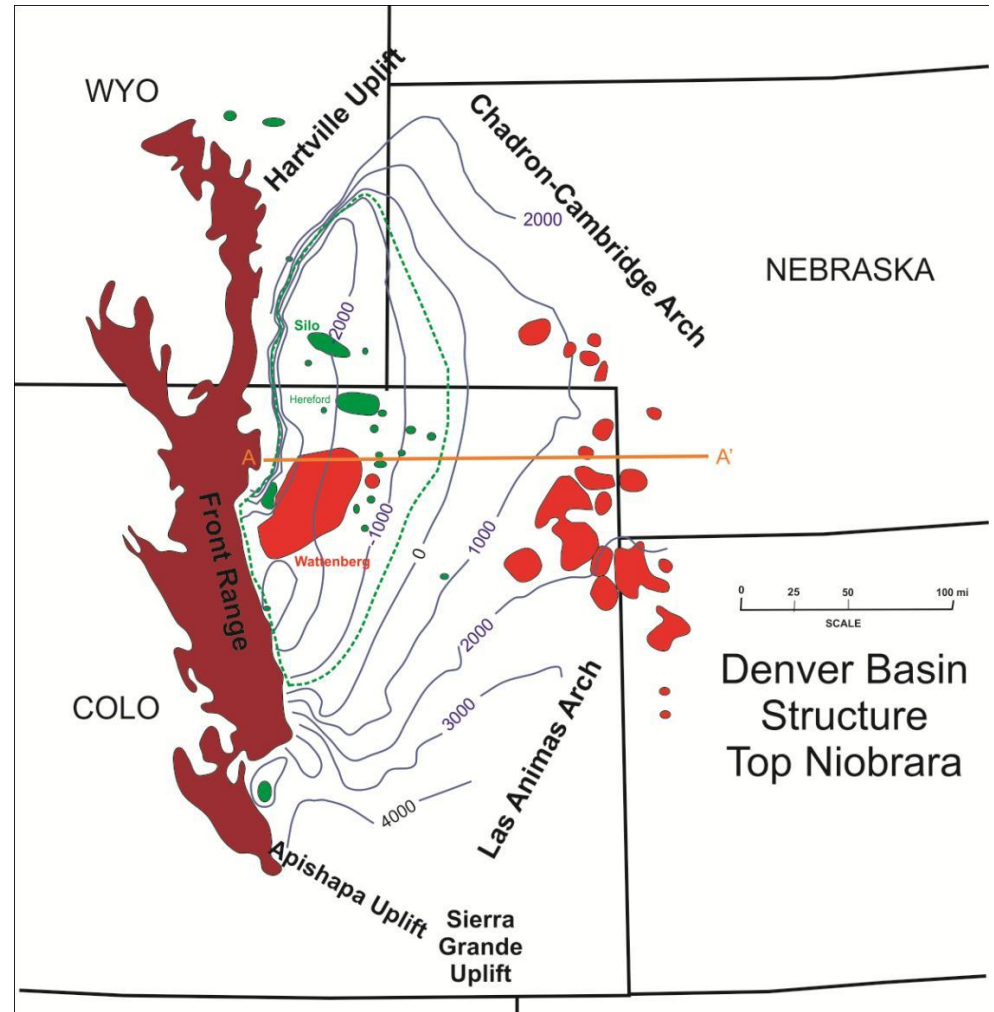 WYO
Hartville Uplift
Chadron-Cambridge Arch
2000
NEBRASKA
Silo
-2000
Hereford
A
A'
Front Range
-1000
0
1000
Wattenberg
2000
0 25 50 100 mi
SCALE
COLO
3000
Las Animas Arch
Denver Basin
Structure
Top Niobrara
4000
Apishapa Uplift
Sierra
Grande
Uplift